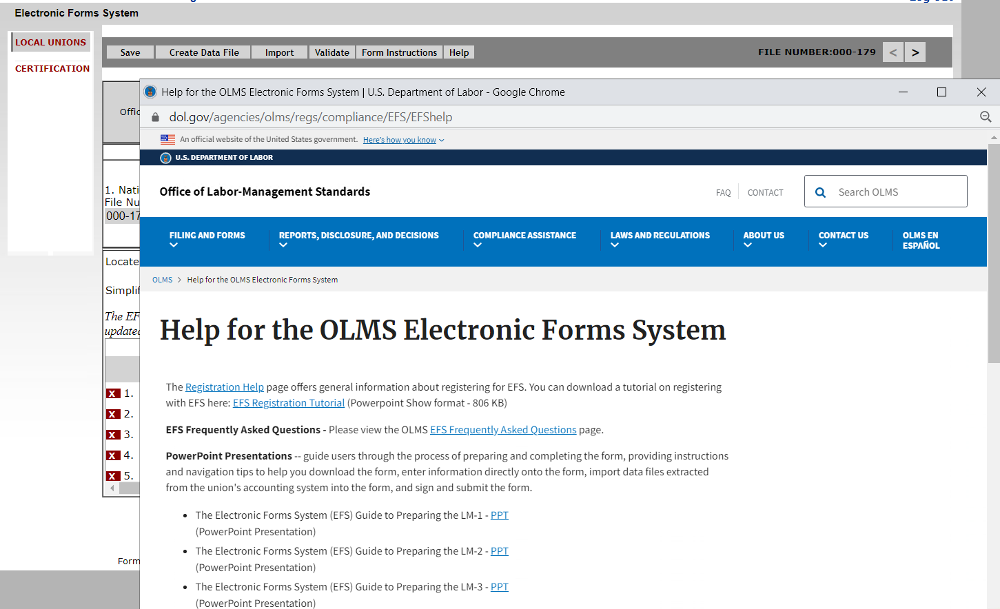 Electronic Forms System
LOCAL UNIONS
CERTIFICATION
Save Create Data File Import Validate Form Instructions Help FILE NUMBER:000-179 < >
Offic
1. Nati
File Nu
000-17
Locate
Simplif
The EF
updated
X 1.
X 2.
X 3.
X 4.
X 5.
Form
Help for the OLMS Electronic Forms System | U.S. Department of Labor - Google Chrome
dol.gov/agencies/olms/regs/compliance/EFS/EFShelp
An official website of the United States government. Here's how you know
U.S. DEPARTMENT OF LABOR
Office of Labor-Management Standards FAQ CONTACT Search OLMS
FILING AND FORMS REPORTS, DISCLOSURE, AND DECISIONS COMPLIANCE ASSISTANCE LAWS AND REGULATIONS ABOUT US CONTACT US OLMS EN
ESPAÑOL
OLMS > Help for the OLMS Electronic Forms System
Help for the OLMS Electronic Forms System
The Registration Help page offers general information about registering for EFS. You can download a tutorial on registering
with EFS here: EFS Registration Tutorial (Powerpoint Show format - 806 KB)
EFS Frequently Asked Questions - Please view the OLMS EFS Frequently Asked Questions page.
PowerPoint Presentations -- guide users through the process of preparing and completing the form, providing instructions
and navigation tips to help you download the form, enter information directly onto the form, import data files extracted
from the union's accounting system into the form, and sign and submit the form.
• The Electronic Forms System (EFS) Guide to Preparing the LM-1 - PPT
(PowerPoint Presentation)
• The Electronic Forms System (EFS) Guide to Preparing the LM-2 - PPT
(PowerPoint Presentation)
• The Electronic Forms System (EFS) Guide to Preparing the LM-3 - PPT
(PowerPoint Presentation)